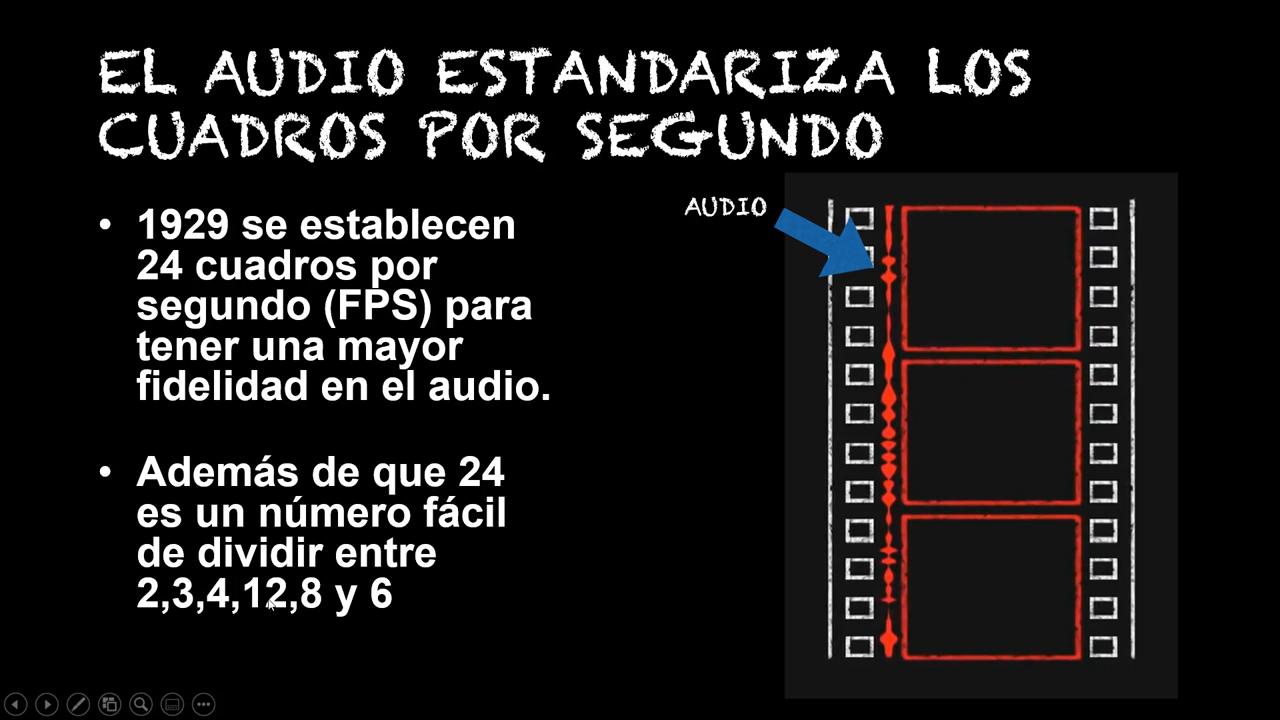 EL AUDIO ESTANDARIZA LOS
CUADROS POR SEGUNDO
• 1929 se establecen
24 cuadros por
segundo (FPS) para
tener una mayor
fidelidad en el audio.
• Además de que 24
es un número fácil
de dividir entre
2,3,4,12,8 y 6
AUDIO